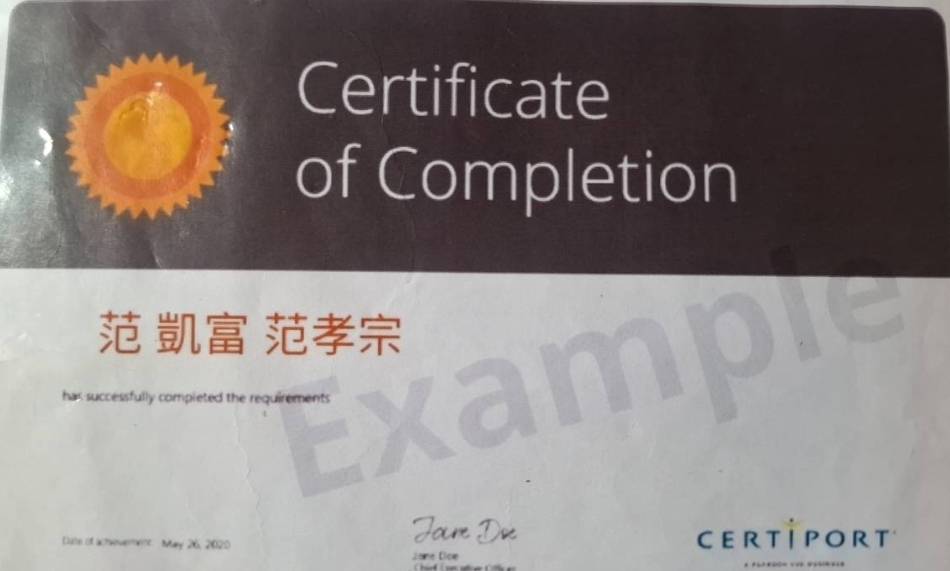 Certificate
of Completion
范 凱富 范孝宗
has successfully completed the requirements
Example
Date of achievement: May 26, 2020
Jane Doe
Jane Doe
Chief Executive Officer
CERTIPORT
A PEARSON VUE BUSINESS